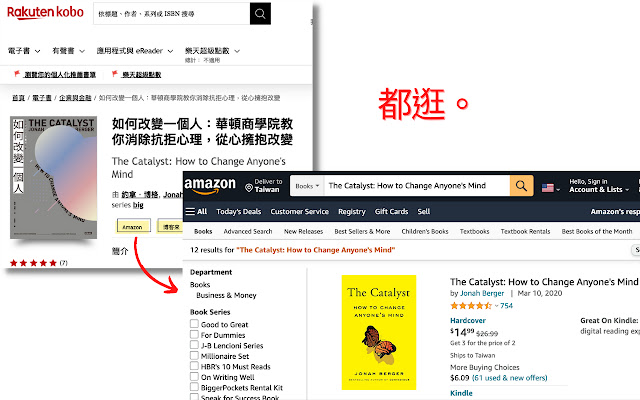 Rakuten kobo
依標題、作者、系列或 ISBN 搜尋
電子書
有聲書
應用程式與 eReader
樂天超級點數
總計： 不適用
瀏覽您的個人化推薦書單
樂天超級點數
首頁 / 電子書 / 企業與金融 / 如何改變一個人：華頓商學院教你消除抗拒心理，從心擁抱改變
THE CATALYST
JONAH BERGER
如何改變一個人
HOW TO CHANGE ANYONE'S MIND
如何改變一個人：華頓商學院教
你消除抗拒心理，從心擁抱改變
The Catalyst: How to Change Anyone's
Mind
由 約拿．博格, Jonah
series big
Amazon
博客來
簡介
(7)
都逛。
amazon
Deliver to
Taiwan
Books
The Catalyst: How to Change Anyone's Mind
Hello, Sign in
Account & Lists
All
Today's Deals
Customer Service
Registry
Gift Cards
Sell
Amazon's respo
Books
Advanced Search
New Releases
Best Sellers & More
Children's Books
Textbooks
Textbook Rentals
Best Books of the Month
12 results for "The Catalyst: How to Change Anyone's Mind"
S
Department
Books
Business & Money
Book Series
Good to Great
For Dummies
J-B Lencioni Series
Millionaire Set
HBR's 10 Must Reads
On Writing Well
BiggerPockets Rental Kit
Speak for Success Book
The Catalyst
HOW TO CHANGE
ANYONE'S MIND
JONAH BERGER
The Catalyst: How to Change Anyone's Mind
by Jonah Berger | Mar 10, 2020
754
Hardcover
$14.99 $26.99
Get 3 for the price of 2
Ships to Taiwan
More Buying Choices
$6.09 (61 used & new offers)
Kindle
Great On Kindle:
digital reading exp